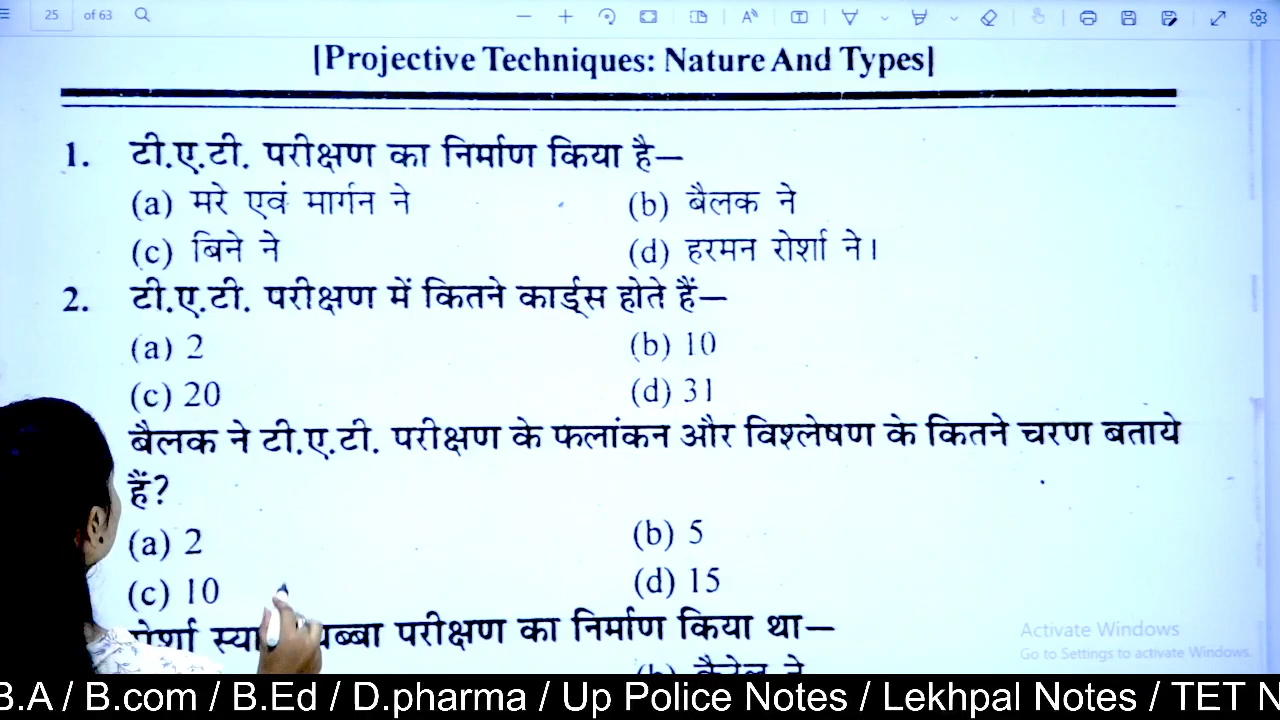 25 of 63
[Projective Techniques: Nature And Types]
1. टी.ए.टी. परीक्षण का निर्माण किया है—
(a) मरे एवं मार्गन ने (b) बैलक ने
(c) बिने ने (d) हरमन रोर्शा ने।
2. टी.ए.टी. परीक्षण में कितने कार्ड्स होते हैं—
(a) 2 (b) 10
(c) 20 (d) 31
बैलक ने टी.ए.टी. परीक्षण के फलांकन और विश्लेषण के कितने चरण बताये
हैं?
(a) 2 (b) 5
(c) 10 (d) 15
परीक्षण का निर्माण किया था—
Activate Windows
Go to Settings to activate Windows.
B.A / B.com / B.Ed / D.pharma / Up Police Notes / Lekhpal Notes / TET N